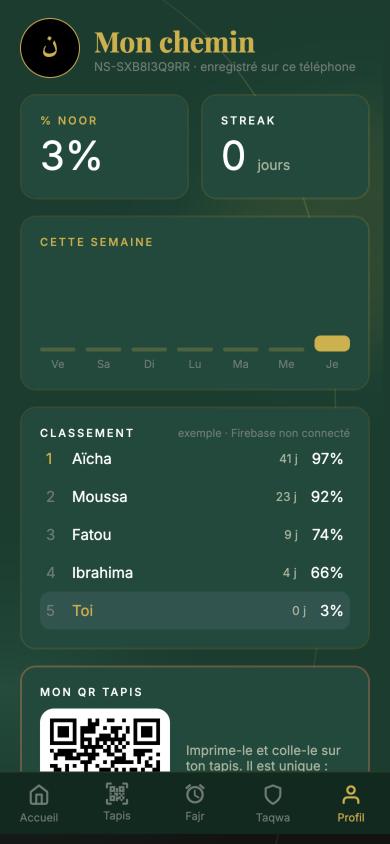 ن
Mon chemin
NS-SXB8I3Q9RR · enregistré sur ce téléphone
% NOOR
3%
STREAK
0 jours
CETTE SEMAINE
Ve Sa Di Lu Ma Me Je
CLASSEMENT exemple · Firebase non connecté
1 Aïcha 41 j 97%
2 Moussa 23 j 92%
3 Fatou 9 j 74%
4 Ibrahima 4 j 66%
5 Toi 0 j 3%
MON QR TAPIS
Imprime-le et colle-le sur
ton tapis. Il est unique :
Accueil Tapis Fajr Taqwa Profil